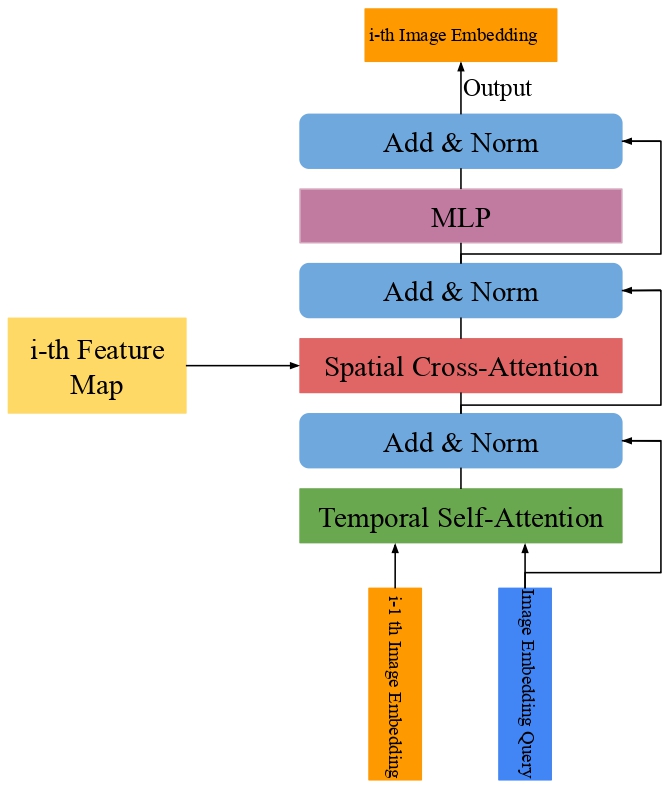 i-th Image Embedding
Output
Add & Norm
MLP
Add & Norm
i-th Feature
Map
Spatial Cross-Attention
Add & Norm
Temporal Self-Attention
i-1 th Image Embedding
Image Embedding Query